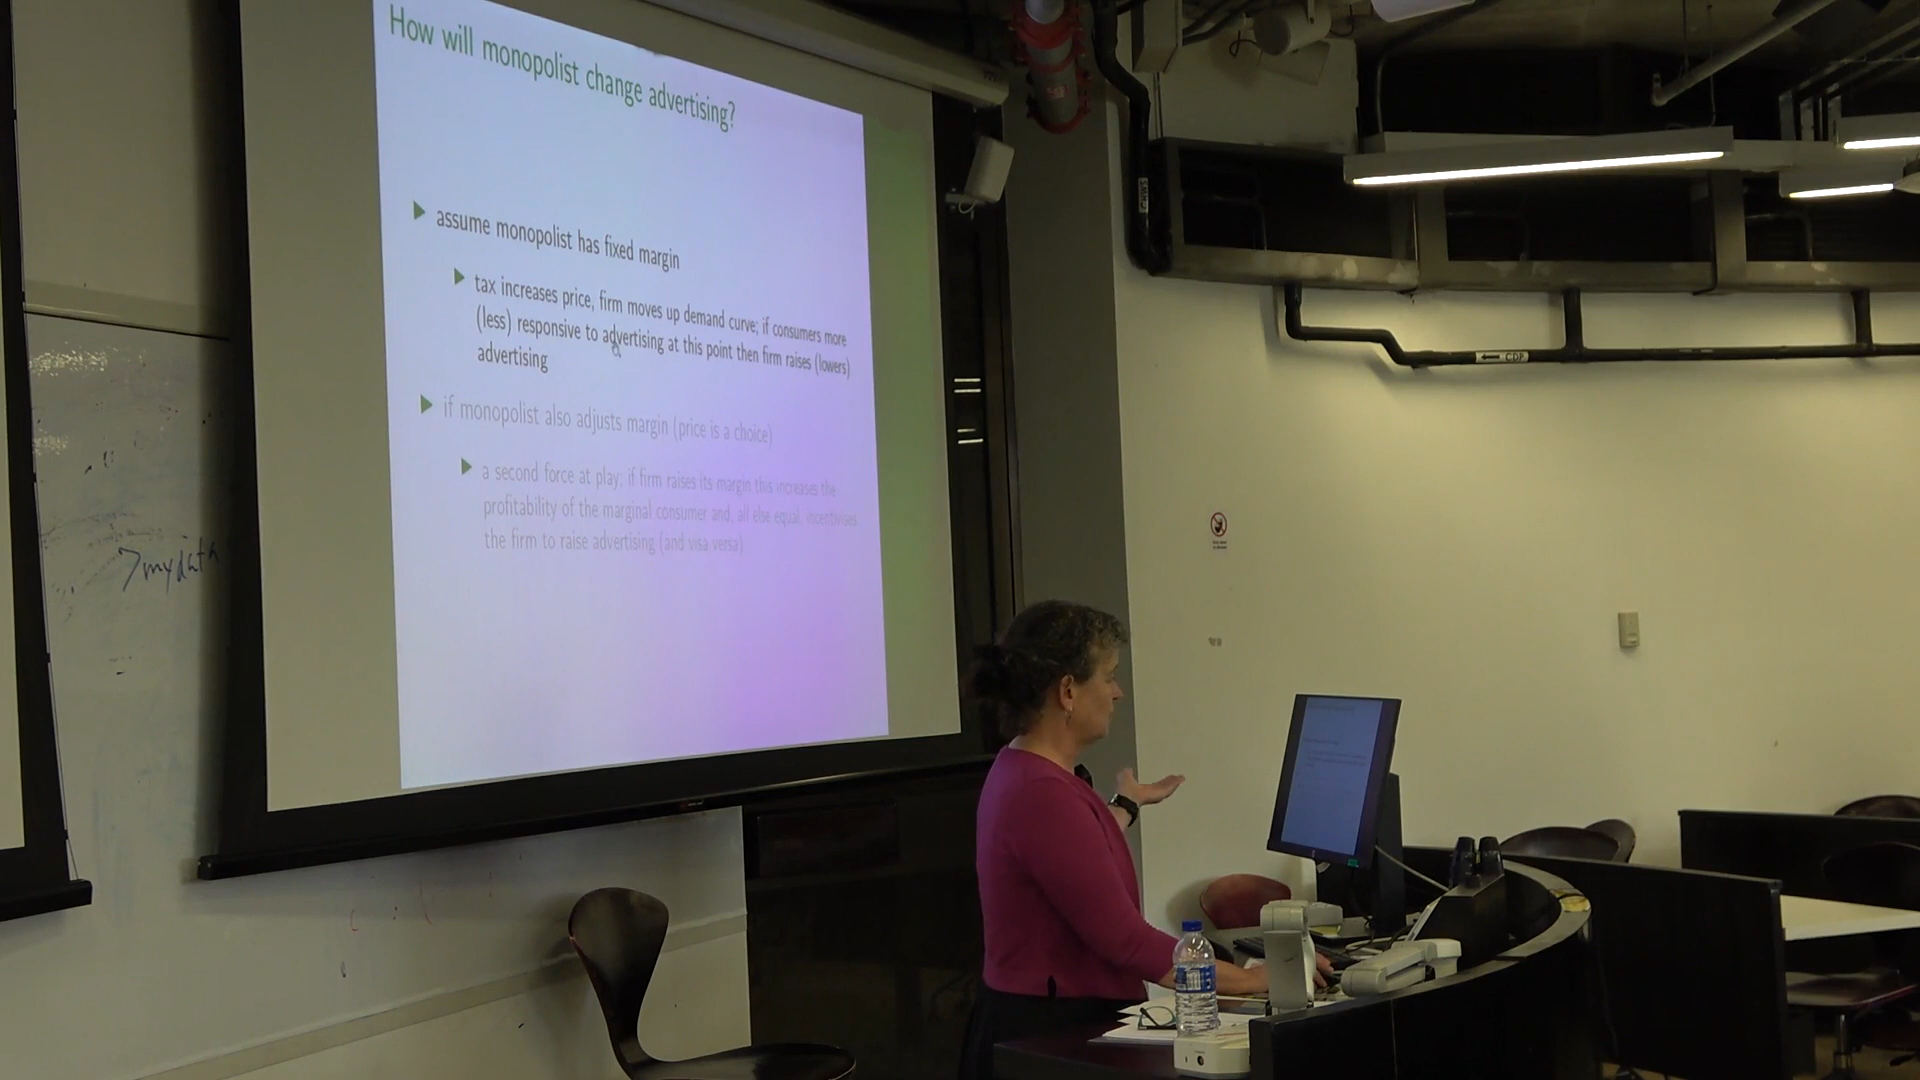 How will monopolist change advertising?
assume monopolist has fixed margin
tax increases price, firm moves up demand curve; if consumers more
(less) responsive to advertising at this point then firm raises (lowers)
advertising
if monopolist also adjusts margin (price is a choice)
a second force at play; if firm raises its margin this increases the
profitability of the marginal consumer and, all else equal, incentivises
the firm to raise advertising (and visa versa)
>mydata
CHWS
← CDP